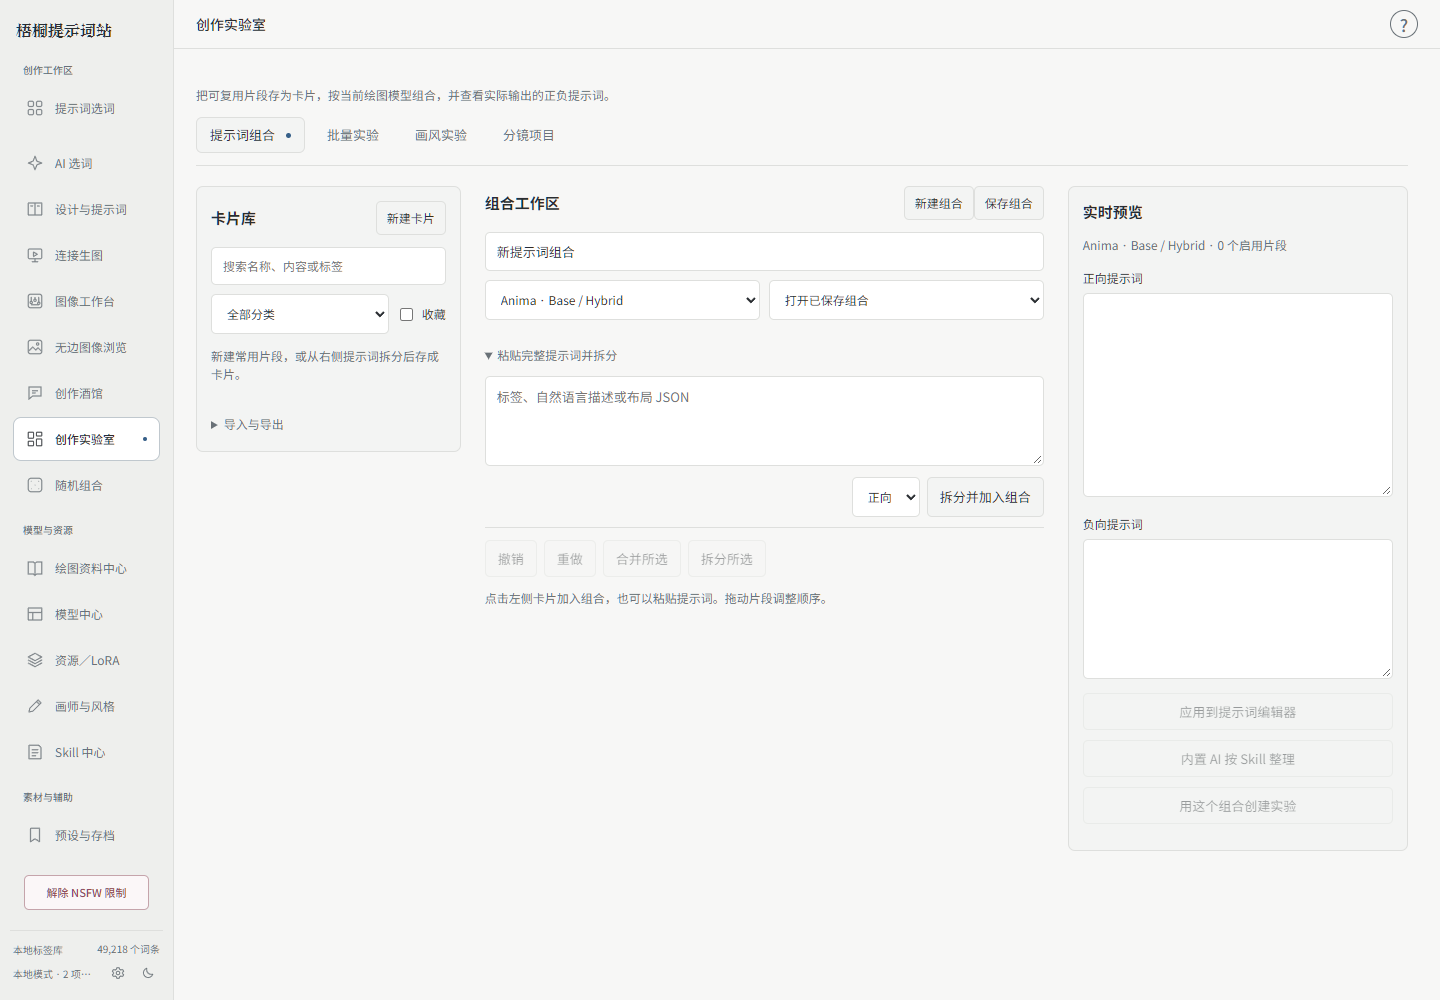 梧桐提示词站
创作工作区
提示词选词
AI 选词
设计与提示词
连接生图
图像工作台
无边图像浏览
创作酒馆
创作实验室
随机组合
模型与资源
绘图资料中心
模型中心
资源／LoRA
画师与风格
Skill 中心
素材与辅助
预设与存档
解除 NSFW 限制
本地标签库 49,218 个词条
本地模式 · 2 项···
创作实验室
?
把可复用片段存为卡片，按当前绘图模型组合，并查看实际输出的正负提示词。
提示词组合 批量实验 画风实验 分镜项目
卡片库 新建卡片
搜索名称、内容或标签
全部分类 收藏
新建常用片段，或从右侧提示词拆分后存成
卡片。
导入与导出
组合工作区 新建组合 保存组合
新提示词组合
Anima · Base / Hybrid 打开已保存组合
粘贴完整提示词并拆分
标签、自然语言描述或布局 JSON
正向 拆分并加入组合
撤销 重做 合并所选 拆分所选
点击左侧卡片加入组合，也可以粘贴提示词。拖动片段调整顺序。
实时预览
Anima · Base / Hybrid · 0 个启用片段
正向提示词
负向提示词
应用到提示词编辑器
内置 AI 按 Skill 整理
用这个组合创建实验